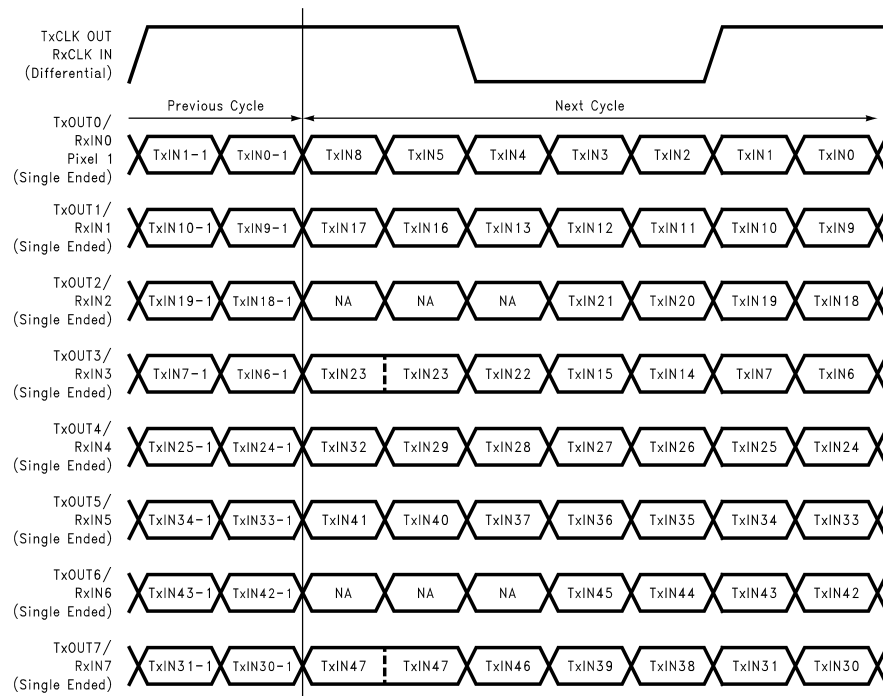 TxCLK OUT
RxCLK IN
(Differential)
Previous Cycle
Next Cycle
TxOUT0/
RxIN0
Pixel 1
(Single Ended)
TxIN1-1 TxIN0-1 TxIN8 TxIN5 TxIN4 TxIN3 TxIN2 TxIN1 TxIN0
TxOUT1/
RxIN1
(Single Ended)
TxIN10-1 TxIN9-1 TxIN17 TxIN16 TxIN13 TxIN12 TxIN11 TxIN10 TxIN9
TxOUT2/
RxIN2
(Single Ended)
TxIN19-1 TxIN18-1 NA NA NA TxIN21 TxIN20 TxIN19 TxIN18
TxOUT3/
RxIN3
(Single Ended)
TxIN7-1 TxIN6-1 TxIN23 TxIN23 TxIN22 TxIN15 TxIN14 TxIN7 TxIN6
TxOUT4/
RxIN4
(Single Ended)
TxIN25-1 TxIN24-1 TxIN32 TxIN29 TxIN28 TxIN27 TxIN26 TxIN25 TxIN24
TxOUT5/
RxIN5
(Single Ended)
TxIN34-1 TxIN33-1 TxIN41 TxIN40 TxIN37 TxIN36 TxIN35 TxIN34 TxIN33
TxOUT6/
RxIN6
(Single Ended)
TxIN43-1 TxIN42-1 NA NA NA TxIN45 TxIN44 TxIN43 TxIN42
TxOUT7/
RxIN7
(Single Ended)
TxIN31-1 TxIN30-1 TxIN47 TxIN47 TxIN46 TxIN39 TxIN38 TxIN31 TxIN30